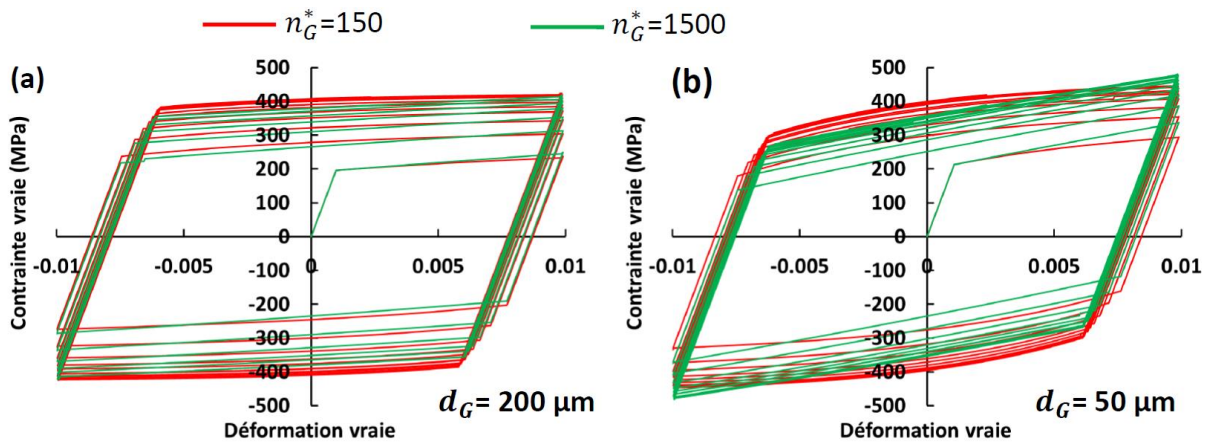 n*G=150 n*G=1500
(a) (b)
500 500
400 400
300 300
200 200
100 100
0 0
-0.01 -0.005 0 0.005 0.01 -0.01 -0.005 0 0.005 0.01
-100 -100
-200 -200
-300 -300
-400 -400
-500 -500
Contrainte vraie (MPa) Contrainte vraie (MPa)
dG= 200 µm dG= 50 µm
Déformation vraie Déformation vraie